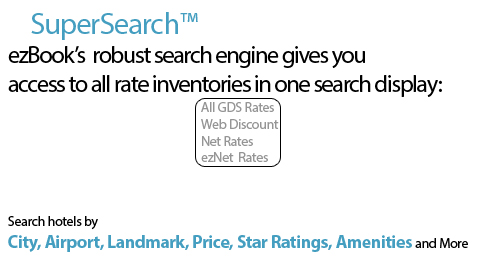 SuperSearch™
ezBook’s robust search engine gives you
access to all rate inventories in one search display:
All GDS Rates
Web Discount
Net Rates
ezNet Rates
Search hotels by
City, Airport, Landmark, Price, Star Ratings, Amenities and More